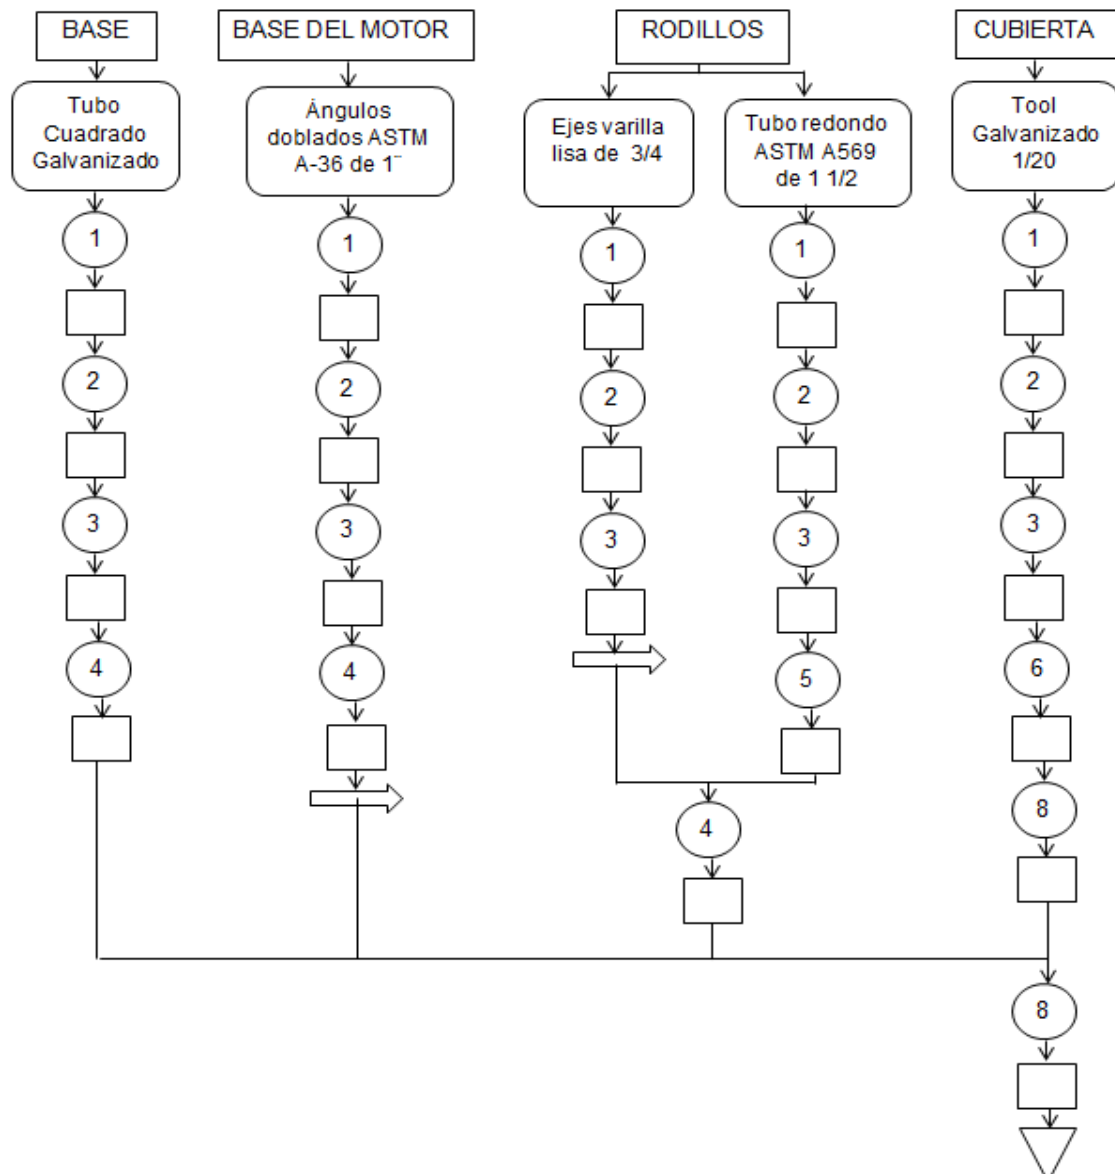 BASE
BASE DEL MOTOR
RODILLOS
CUBIERTA
Tubo
Cuadrado
Galvanizado
Ángulos
doblados ASTM
A-36 de 1¨
Ejes varilla
lisa de 3/4
Tubo redondo
ASTM A569
de 1 1/2
Tool
Galvanizado
1/20
1
1
1
1
1
2
2
2
2
2
3
3
3
3
3
4
4
5
6
4
8
8